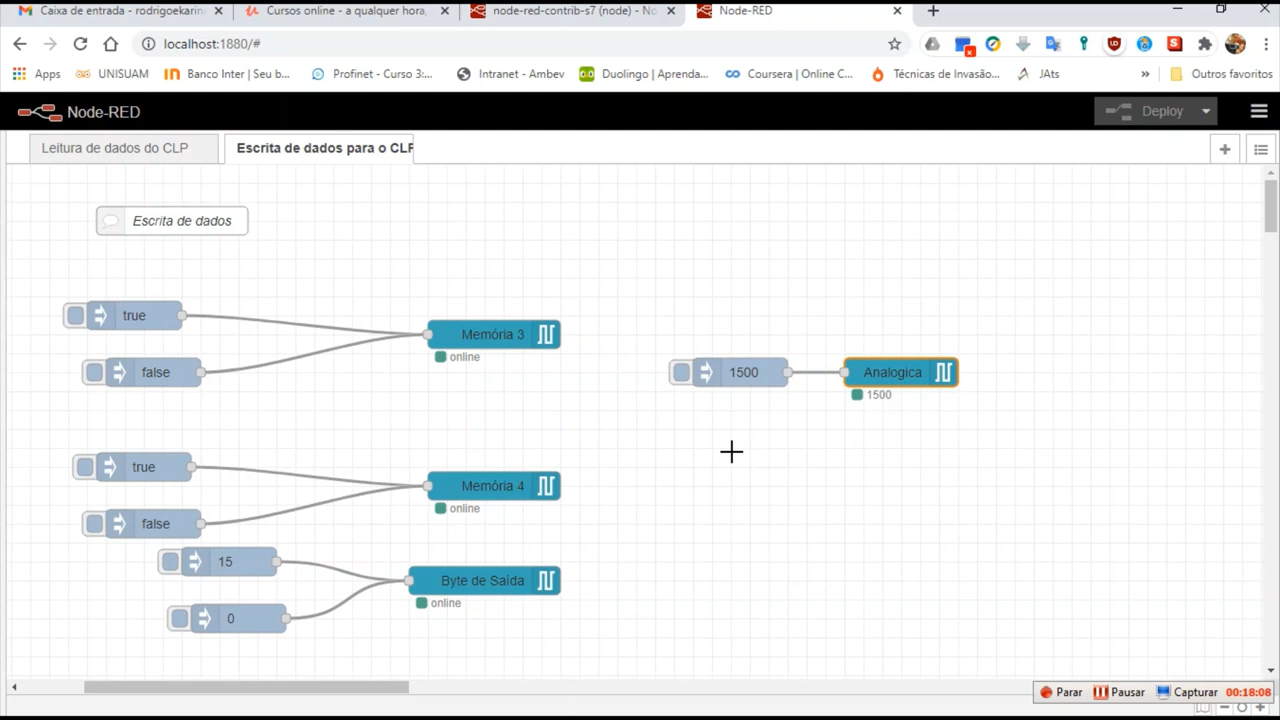 Caixa de entrada - rodrigoekarin
Cursos online - a qualquer hora,
node-red-contrib-s7 (node) - No
Node-RED
localhost:1880/#
Apps
UNISUAM
Banco Inter | Seu b...
Profinet - Curso 3:...
Intranet - Ambev
Duolingo | Aprenda...
Coursera | Online C...
Técnicas de Invasão...
JAts
»
Outros favoritos
Node-RED
Deploy
Leitura de dados do CLP
Escrita de dados para o CLP
Escrita de dados
true
false
Memória 3
online
1500
Analogica
1500
true
false
Memória 4
online
15
0
Byte de Saída
online
Parar
Pausar
Capturar
00:18:08